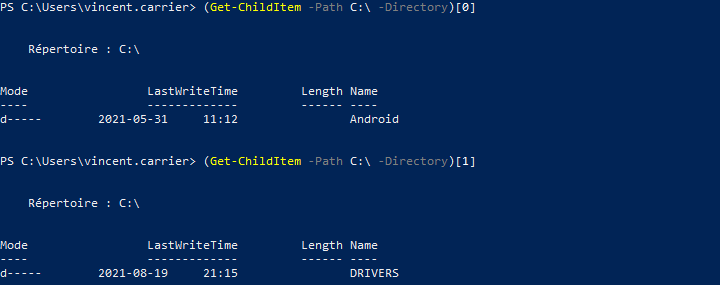 PS C:\Users\vincent.carrier> (Get-ChildItem -Path C:\ -Directory)[0]
Répertoire : C:\
Mode LastWriteTime Length Name
---- ------------- ------ ----
d----- 2021-05-31 11:12 Android
PS C:\Users\vincent.carrier> (Get-ChildItem -Path C:\ -Directory)[1]
Répertoire : C:\
Mode LastWriteTime Length Name
---- ------------- ------ ----
d----- 2021-08-19 21:15 DRIVERS